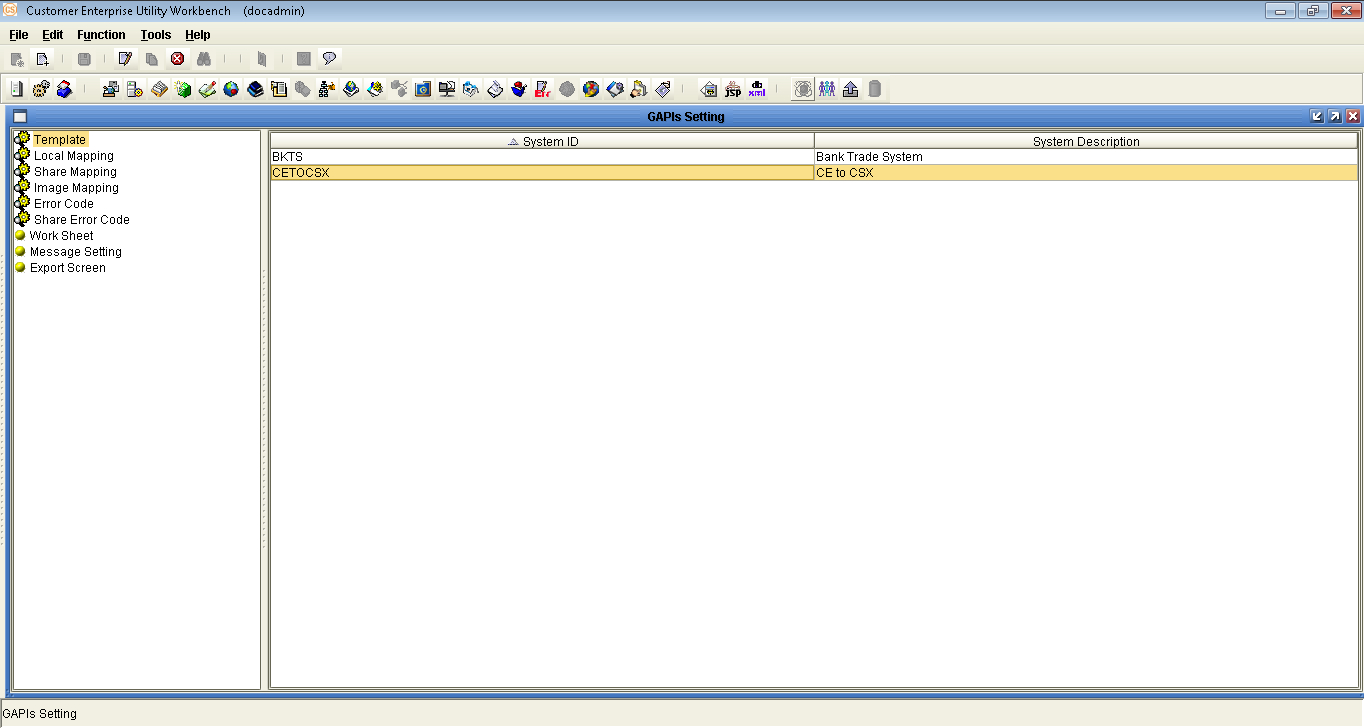 CS Customer Enterprise Utility Workbench (docadmin)
File Edit Function Tools Help
jsp xml
GAPIs Setting
Template
Local Mapping
Share Mapping
Image Mapping
Error Code
Share Error Code
Work Sheet
Message Setting
Export Screen
System ID System Description
BKTS Bank Trade System
CETOCSX CE to CSX
GAPIs Setting